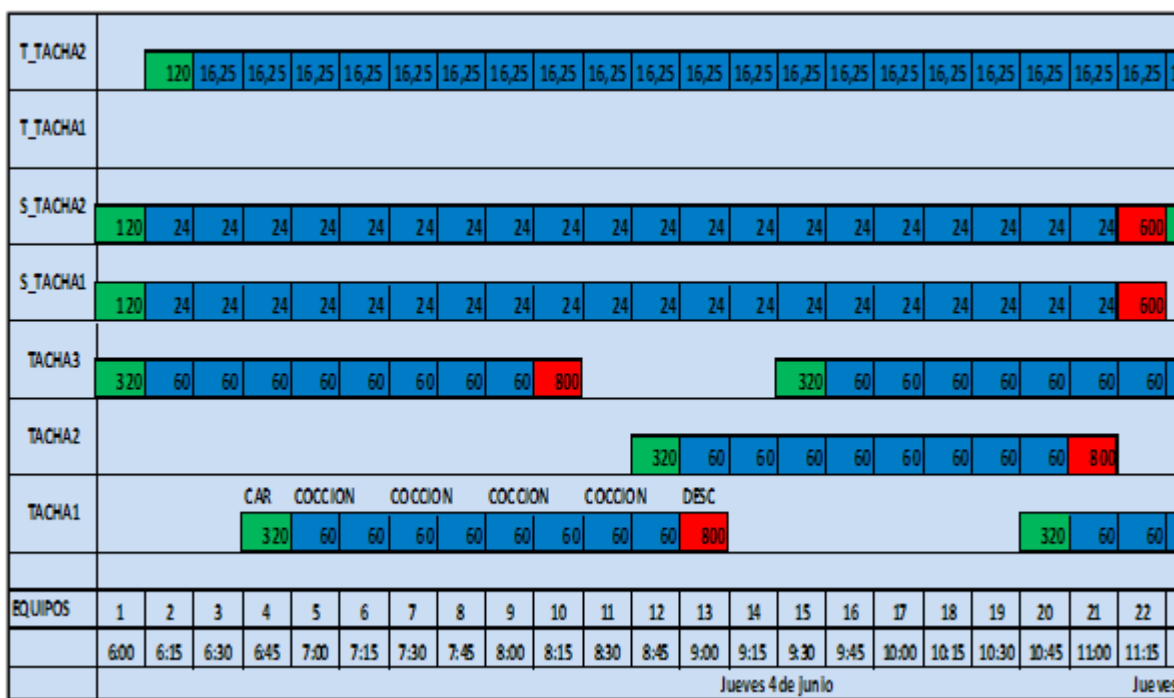 T_TACHA2
120 16,25 16,25 16,25 16,25 16,25 16,25 16,25 16,25 16,25 16,25 16,25 16,25 16,25 16,25 16,25 16,25 16,25 16,25 16,25 16,25
T_TACHA1
S_TACHA2
120 24 24 24 24 24 24 24 24 24 24 24 24 24 24 24 24 24 24 24 24 600
S_TACHA1
120 24 24 24 24 24 24 24 24 24 24 24 24 24 24 24 24 24 24 24 24 600
TACHA3
320 60 60 60 60 60 60 60 60 800 320 60 60 60 60 60 60 60
TACHA2
320 60 60 60 60 60 60 60 60 800
CAR COCCION COCCION COCCION COCCION DESC
TACHA1
320 60 60 60 60 60 60 60 60 800 320 60 60
EQUIPOS 1 2 3 4 5 6 7 8 9 10 11 12 13 14 15 16 17 18 19 20 21 22
6:00 6:15 6:30 6:45 7:00 7:15 7:30 7:45 8:00 8:15 8:30 8:45 9:00 9:15 9:30 9:45 10:00 10:15 10:30 10:45 11:00 11:15
Jueves 4 de junio Jueves